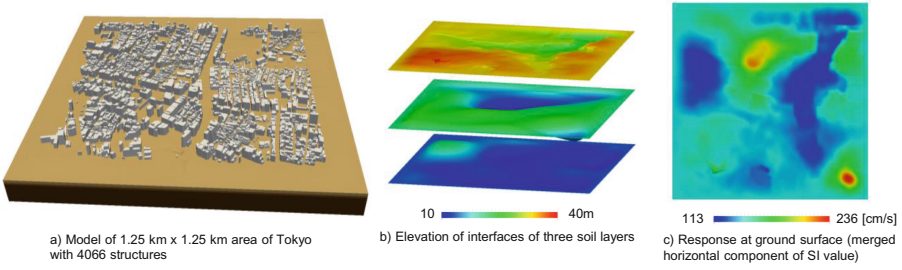 10 40m
113 236 [cm/s]
a) Model of 1.25 km x 1.25 km area of Tokyo
with 4066 structures
b) Elevation of interfaces of three soil layers
c) Response at ground surface (merged
horizontal component of SI value)